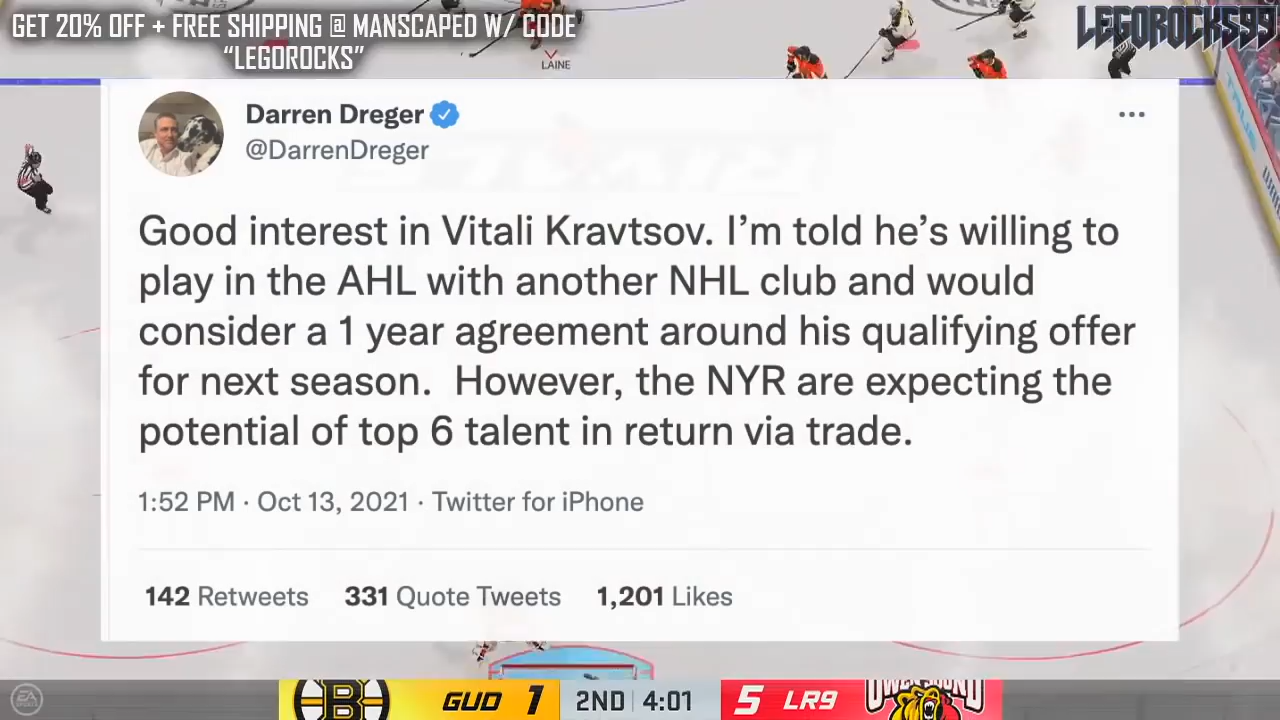 GET 20% OFF + FREE SHIPPING @ MANSCAPED W/ CODE
“LEGOROCKS”
LEGOROCKS99
LAINE
Darren Dreger
@DarrenDreger
Good interest in Vitali Kravtsov. I’m told he’s willing to
play in the AHL with another NHL club and would
consider a 1 year agreement around his qualifying offer
for next season.  However, the NYR are expecting the
potential of top 6 talent in return via trade.
1:52 PM · Oct 13, 2021 · Twitter for iPhone
142 Retweets 331 Quote Tweets 1,201 Likes
EA SPORTS B GUD 1 2ND 4:01 5 LR9 OWEN SOUND